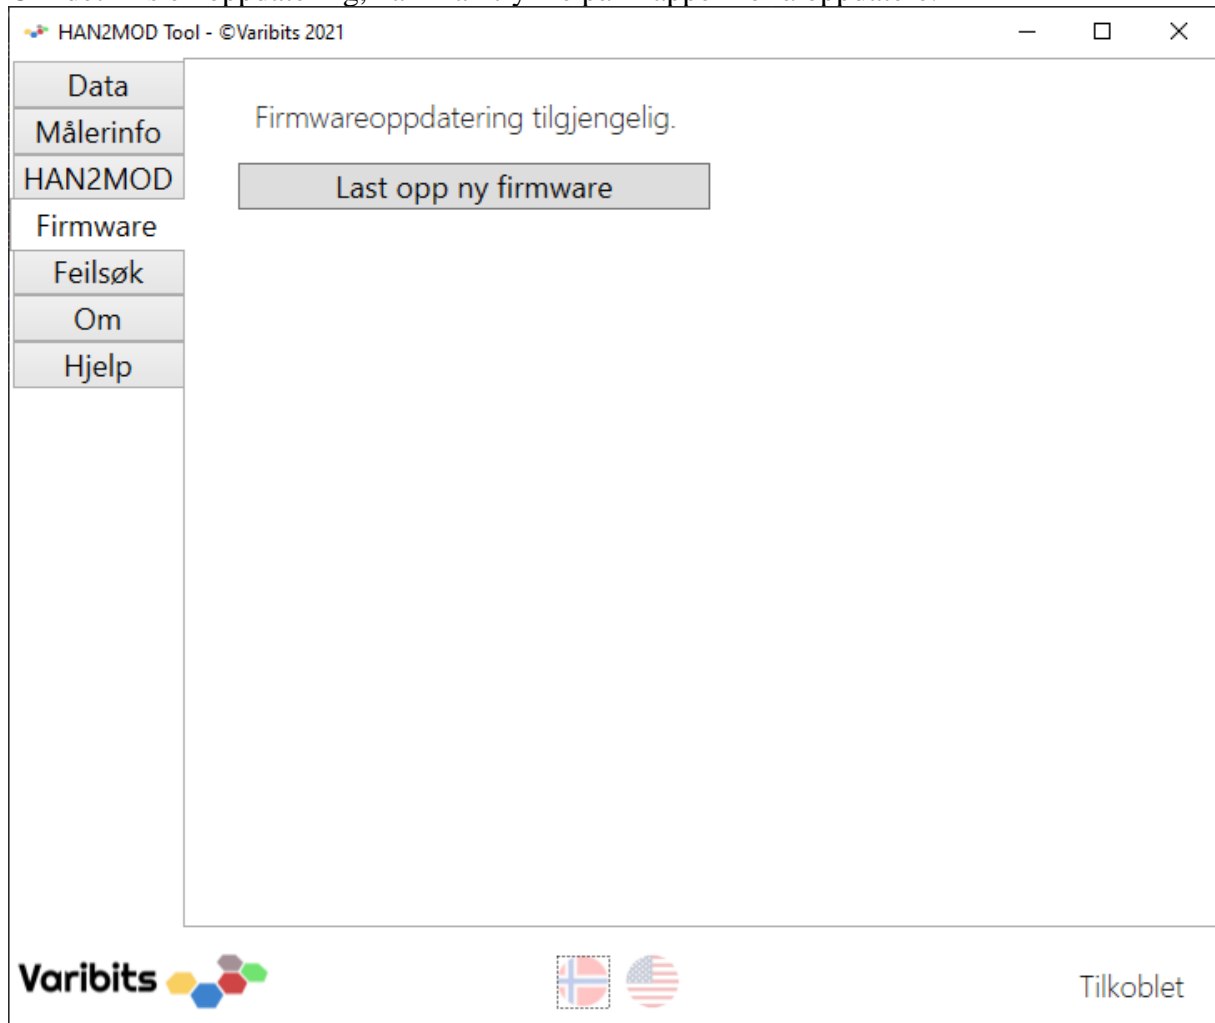 HAN2MOD Tool - ©Varibits 2021
Data
Målerinfo
HAN2MOD
Firmware
Feilsøk
Om
Hjelp
Firmwareoppdatering tilgjengelig.
Last opp ny firmware
Varibits
Tilkoblet